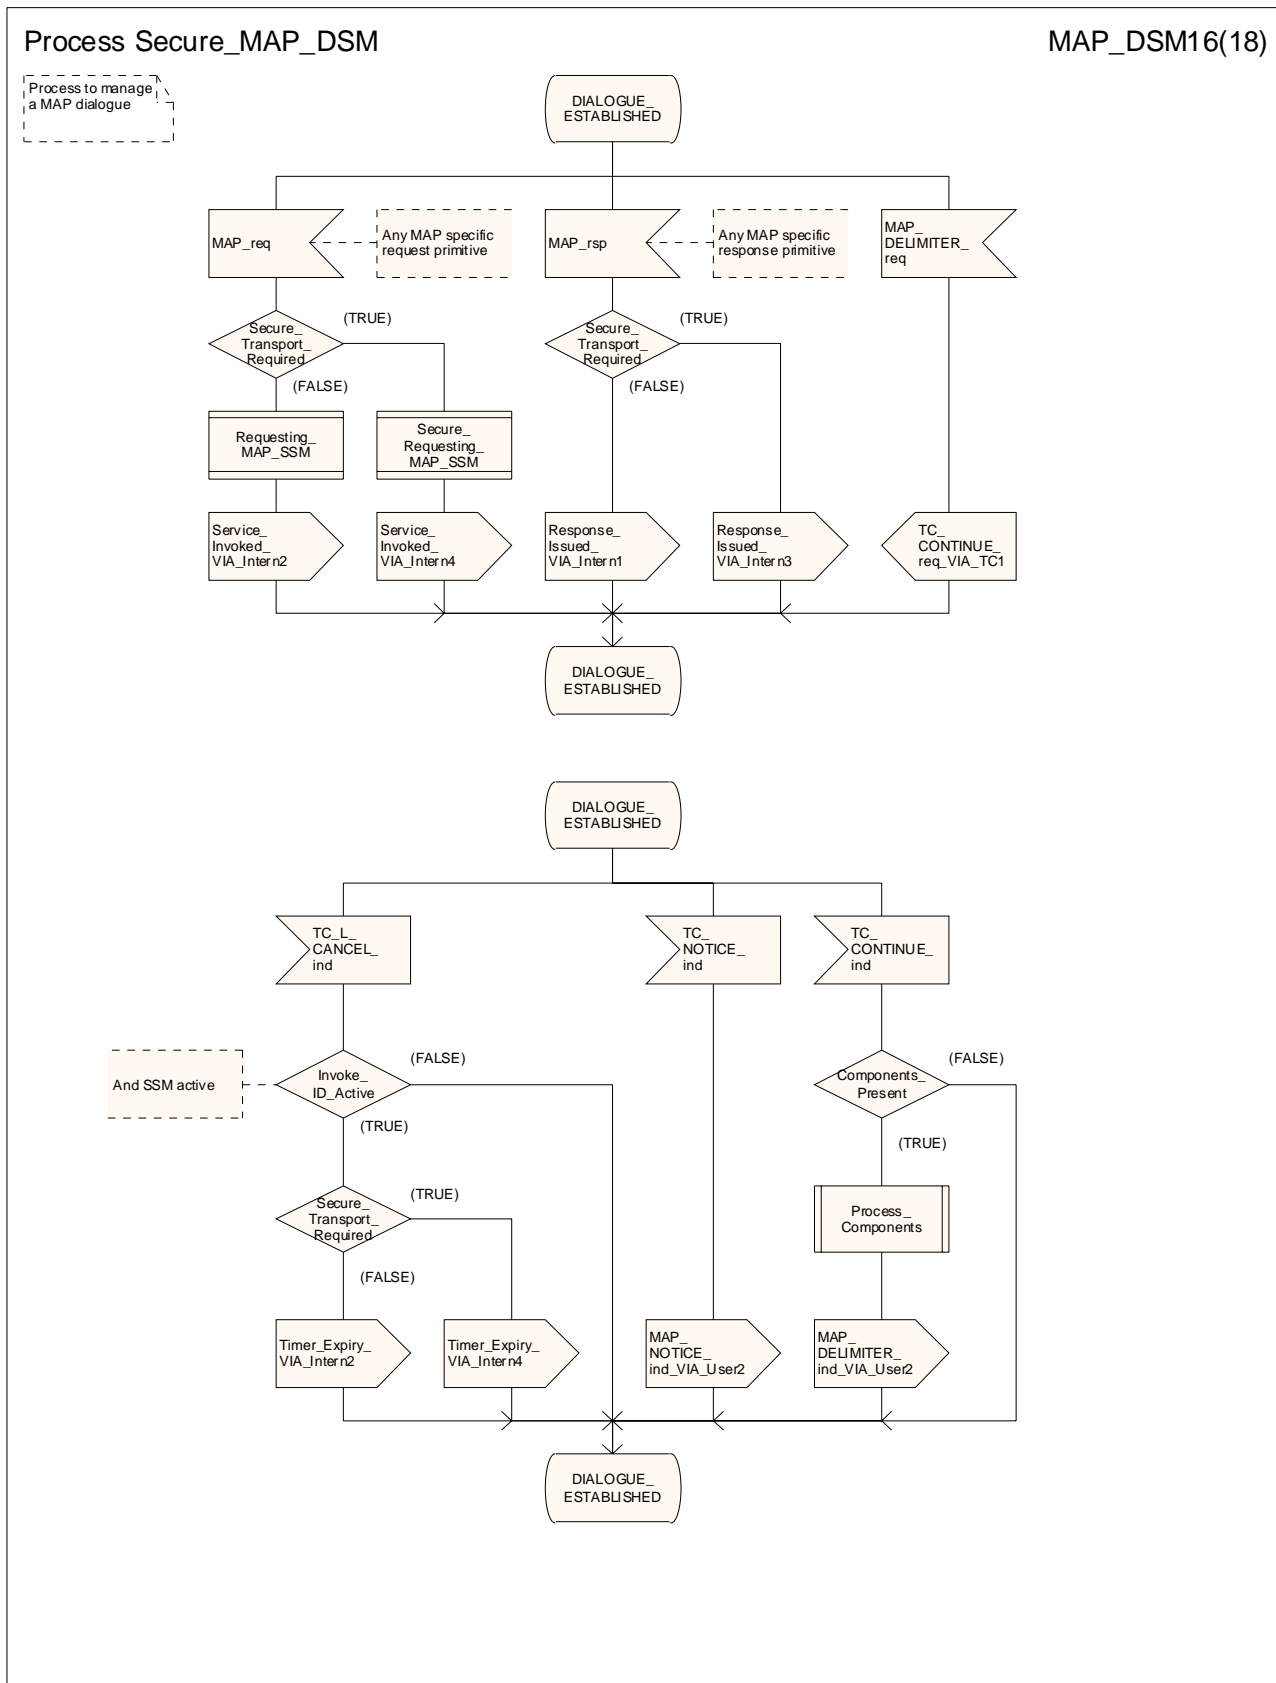 Process Secure_MAP_DSM
MAP_DSM16(18)
Process to manage
a MAP dialogue
DIALOGUE_
ESTABLISHED
MAP_req
Any MAP specific
request primitive
MAP_rsp
Any MAP specific
response primitive
MAP_
DELIMITER_
req
Secure_
Transport_
Required
(TRUE)
(FALSE)
Secure_
Transport_
Required
(TRUE)
(FALSE)
Requesting_
MAP_SSM
Secure_
Requesting_
MAP_SSM
Service_
Invoked_
VIA_Intern2
Service_
Invoked_
VIA_Intern4
Response_
Issued_
VIA_Intern1
Response_
Issued_
VIA_Intern3
TC_
CONTINUE_
req_VIA_TC1
DIALOGUE_
ESTABLISHED
DIALOGUE_
ESTABLISHED
TC_L_
CANCEL_
ind
TC_
NOTICE_
ind
TC_
CONTINUE_
ind
And SSM active
Invoke_
ID_Active
(FALSE)
(TRUE)
Components_
Present
(FALSE)
(TRUE)
Secure_
Transport_
Required
(TRUE)
(FALSE)
Process_
Components
Timer_Expiry_
VIA_Intern2
Timer_Expiry_
VIA_Intern4
MAP_
NOTICE_
ind_VIA_User2
MAP_
DELIMITER_
ind_VIA_User2
DIALOGUE_
ESTABLISHED